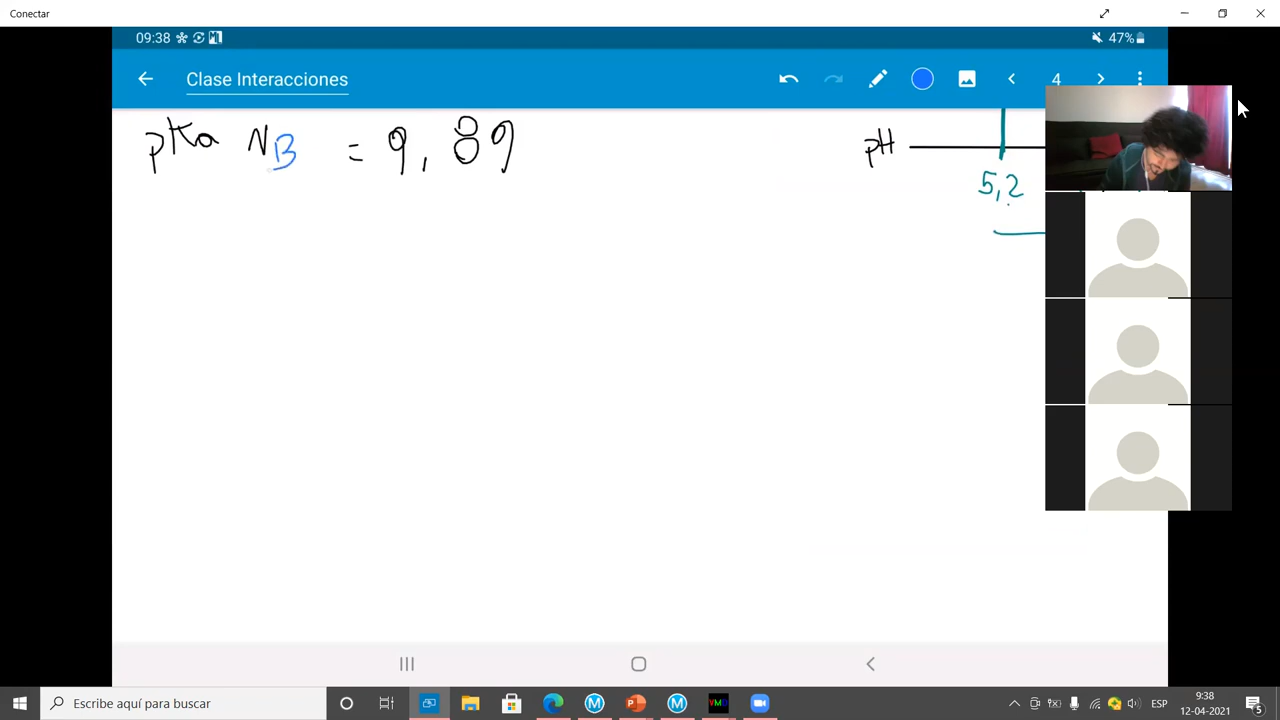 Conectar
09:38
47%
Clase Interacciones
4
pKa NB = 9,89
pH
5,2
Escribe aquí para buscar
ESP
9:38
12-04-2021
5